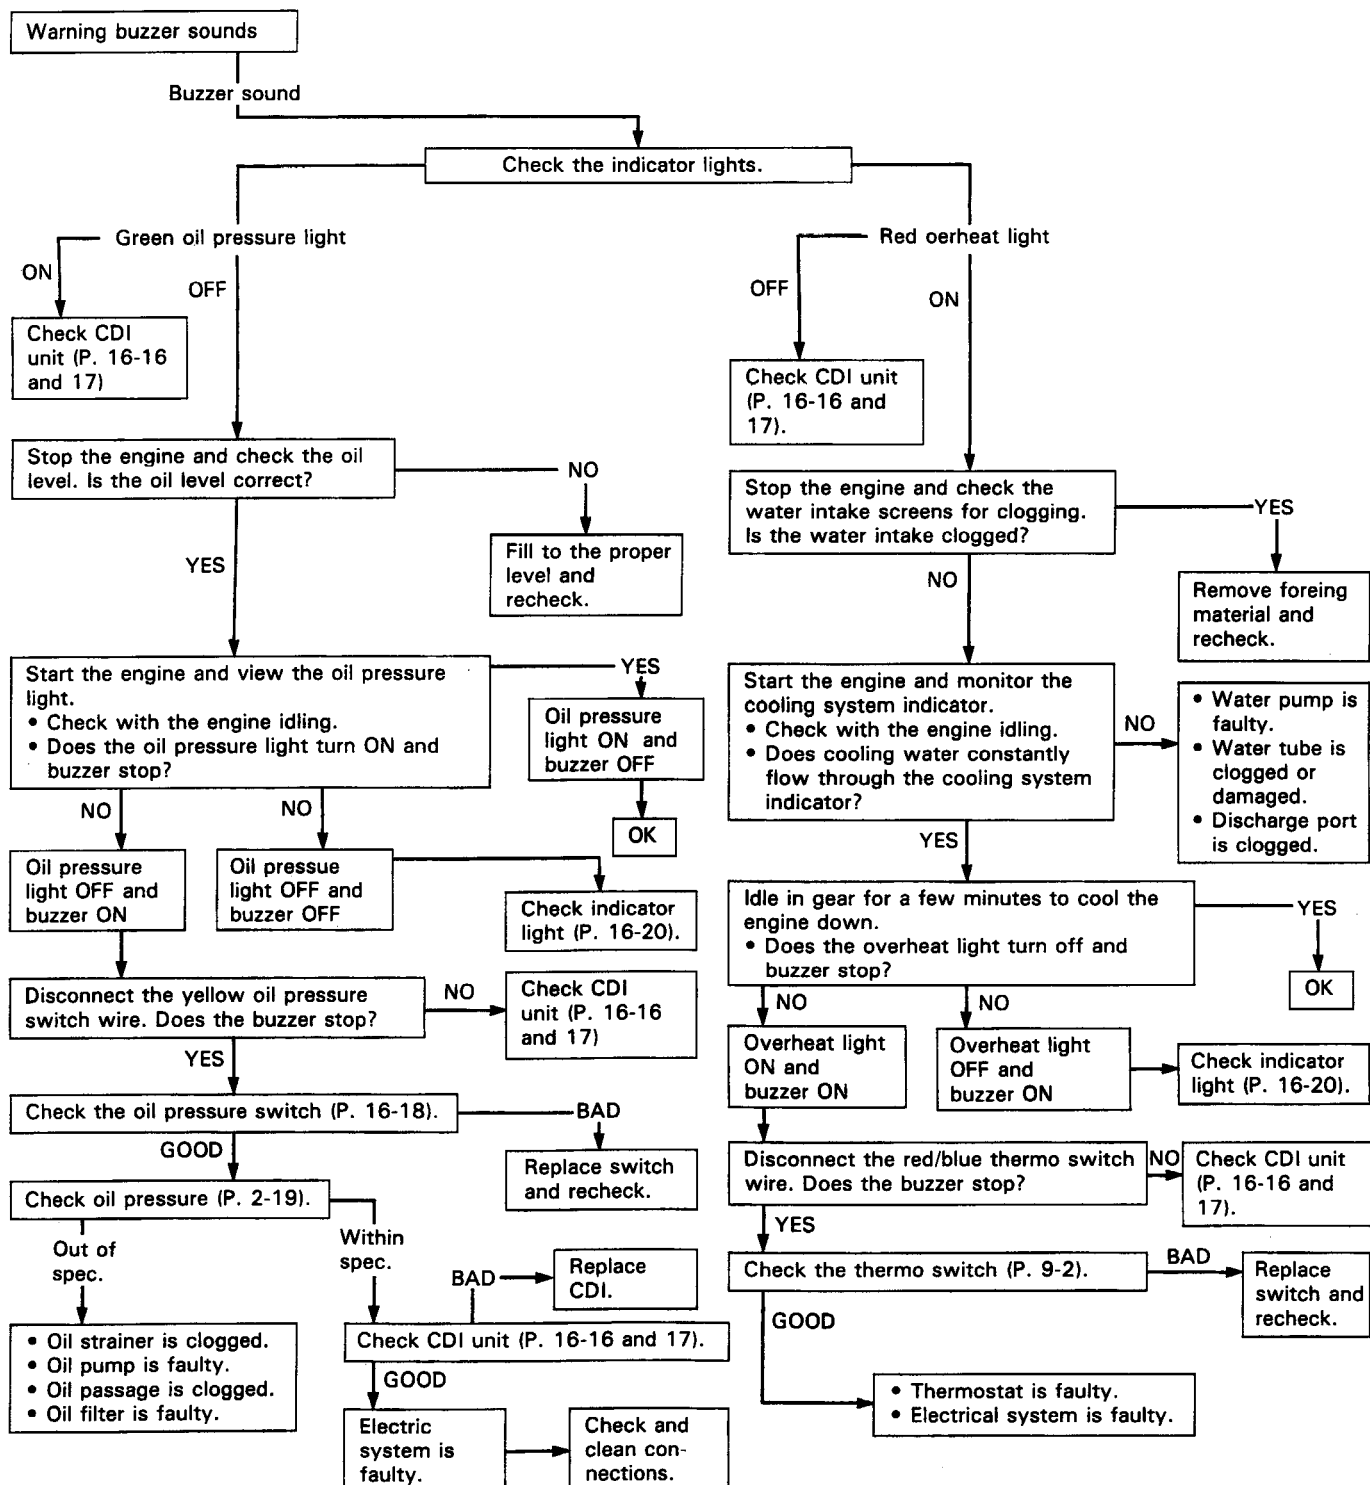 Warning buzzer sounds
Buzzer sound
Check the indicator lights.
Green oil pressure light
ON
OFF
Check CDI
unit (P. 16-16
and 17)
Stop the engine and check the oil
level. Is the oil level correct?
NO
Fill to the proper
level and
recheck.
YES
Start the engine and view the oil pressure
light.
• Check with the engine idling.
• Does the oil pressure light turn ON and
buzzer stop?
YES
Oil pressure
light ON and
buzzer OFF
OK
NO
NO
Oil pressure
light OFF and
buzzer ON
Oil pressue
light OFF and
buzzer OFF
Check indicator
light (P. 16-20).
Disconnect the yellow oil pressure
switch wire. Does the buzzer stop?
NO
Check CDI
unit (P. 16-16
and 17)
YES
Check the oil pressure switch (P. 16-18).
BAD
Replace switch
and recheck.
GOOD
Check oil pressure (P. 2-19).
Out of
spec.
Within
spec.
• Oil strainer is clogged.
• Oil pump is faulty.
• Oil passage is clogged.
• Oil filter is faulty.
BAD
Replace
CDI.
Check CDI unit (P. 16-16 and 17).
GOOD
Electric
system is
faulty.
Check and
clean con-
nections.
Red oerheat light
OFF
ON
Check CDI unit
(P. 16-16 and
17).
Stop the engine and check the
water intake screens for clogging.
Is the water intake clogged?
YES
Remove foreing
material and
recheck.
NO
Start the engine and monitor the
cooling system indicator.
• Check with the engine idling.
• Does cooling water constantly
flow through the cooling system
indicator?
NO
• Water pump is
faulty.
• Water tube is
clogged or
damaged.
• Discharge port
is clogged.
YES
Idle in gear for a few minutes to cool the
engine down.
• Does the overheat light turn off and
buzzer stop?
YES
OK
NO
NO
Overheat light
ON and
buzzer ON
Overheat light
OFF and
buzzer ON
Check indicator
light (P. 16-20).
Disconnect the red/blue thermo switch
wire. Does the buzzer stop?
NO
Check CDI unit
(P. 16-16 and
17).
YES
Check the thermo switch (P. 9-2).
BAD
Replace
switch and
recheck.
GOOD
• Thermostat is faulty.
• Electrical system is faulty.